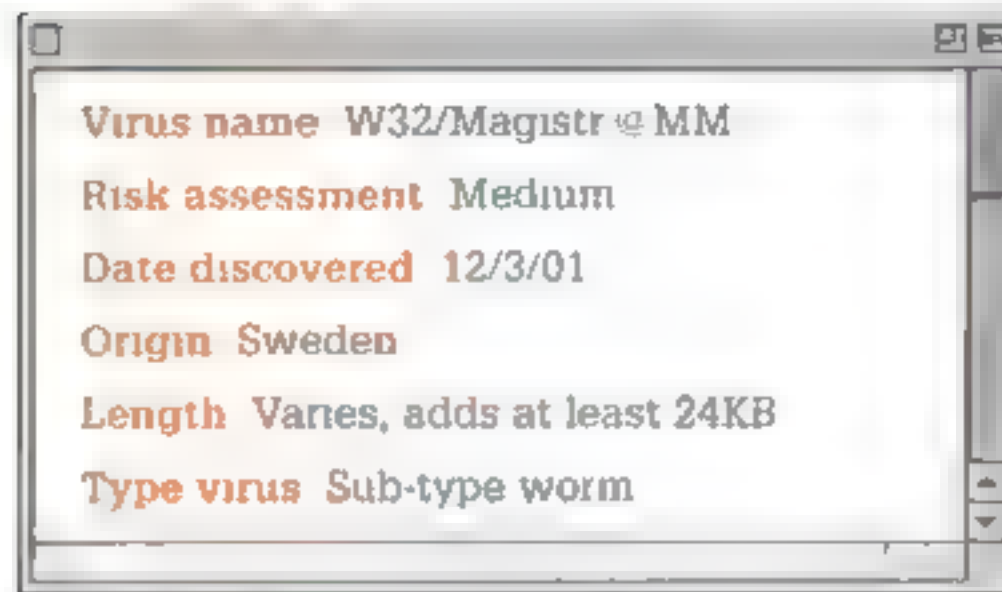 Virus name W32/Magistr @ MM
Risk assessment Medium
Date discovered 12/3/01
Origin Sweden
Length Varies, adds at least 24KB
Type virus Sub-type worm